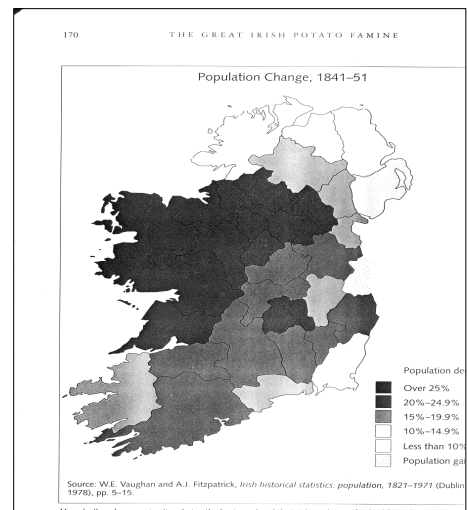 170 THE GREAT IRISH POTATO FAMINE
Population Change, 1841–51
Population de
Over 25%
20%–24.9%
15%–19.9%
10%–14.9%
Less than 10%
Population gai
Source: W.E. Vaughan and A.J. Fitzpatrick, Irish historical statistics: population, 1821–1971 (Dublin
1978), pp. 5–15.